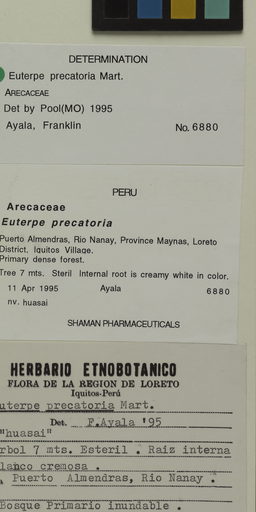 DETERMINATION
Euterpe precatoria Mart.
ARECACEAE
Det by Pool(MO) 1995
Ayala, Franklin No. 6880
PERU
Arecaceae
Euterpe precatoria
Puerto Almendras, Rio Nanay, Province Maynas, Loreto
District, Iquitos Village.
Primary dense forest.
Tree 7 mts. Steril Internal root is creamy white in color.
11 Apr 1995 Ayala 6880
nv. huasai
SHAMAN PHARMACEUTICALS
HERBARIO ETNOBOTANICO
FLORA DE LA REGION DE LORETO
Iquitos-Perú
uterpe precatoria Mart.
Det. F.Ayala '95
"huasai"
rbol 7 mts. Esteril . Raiz interna
lanco cremosa .
Puerto Almendras, Rio Nanay .
Bosque Primario inundable .